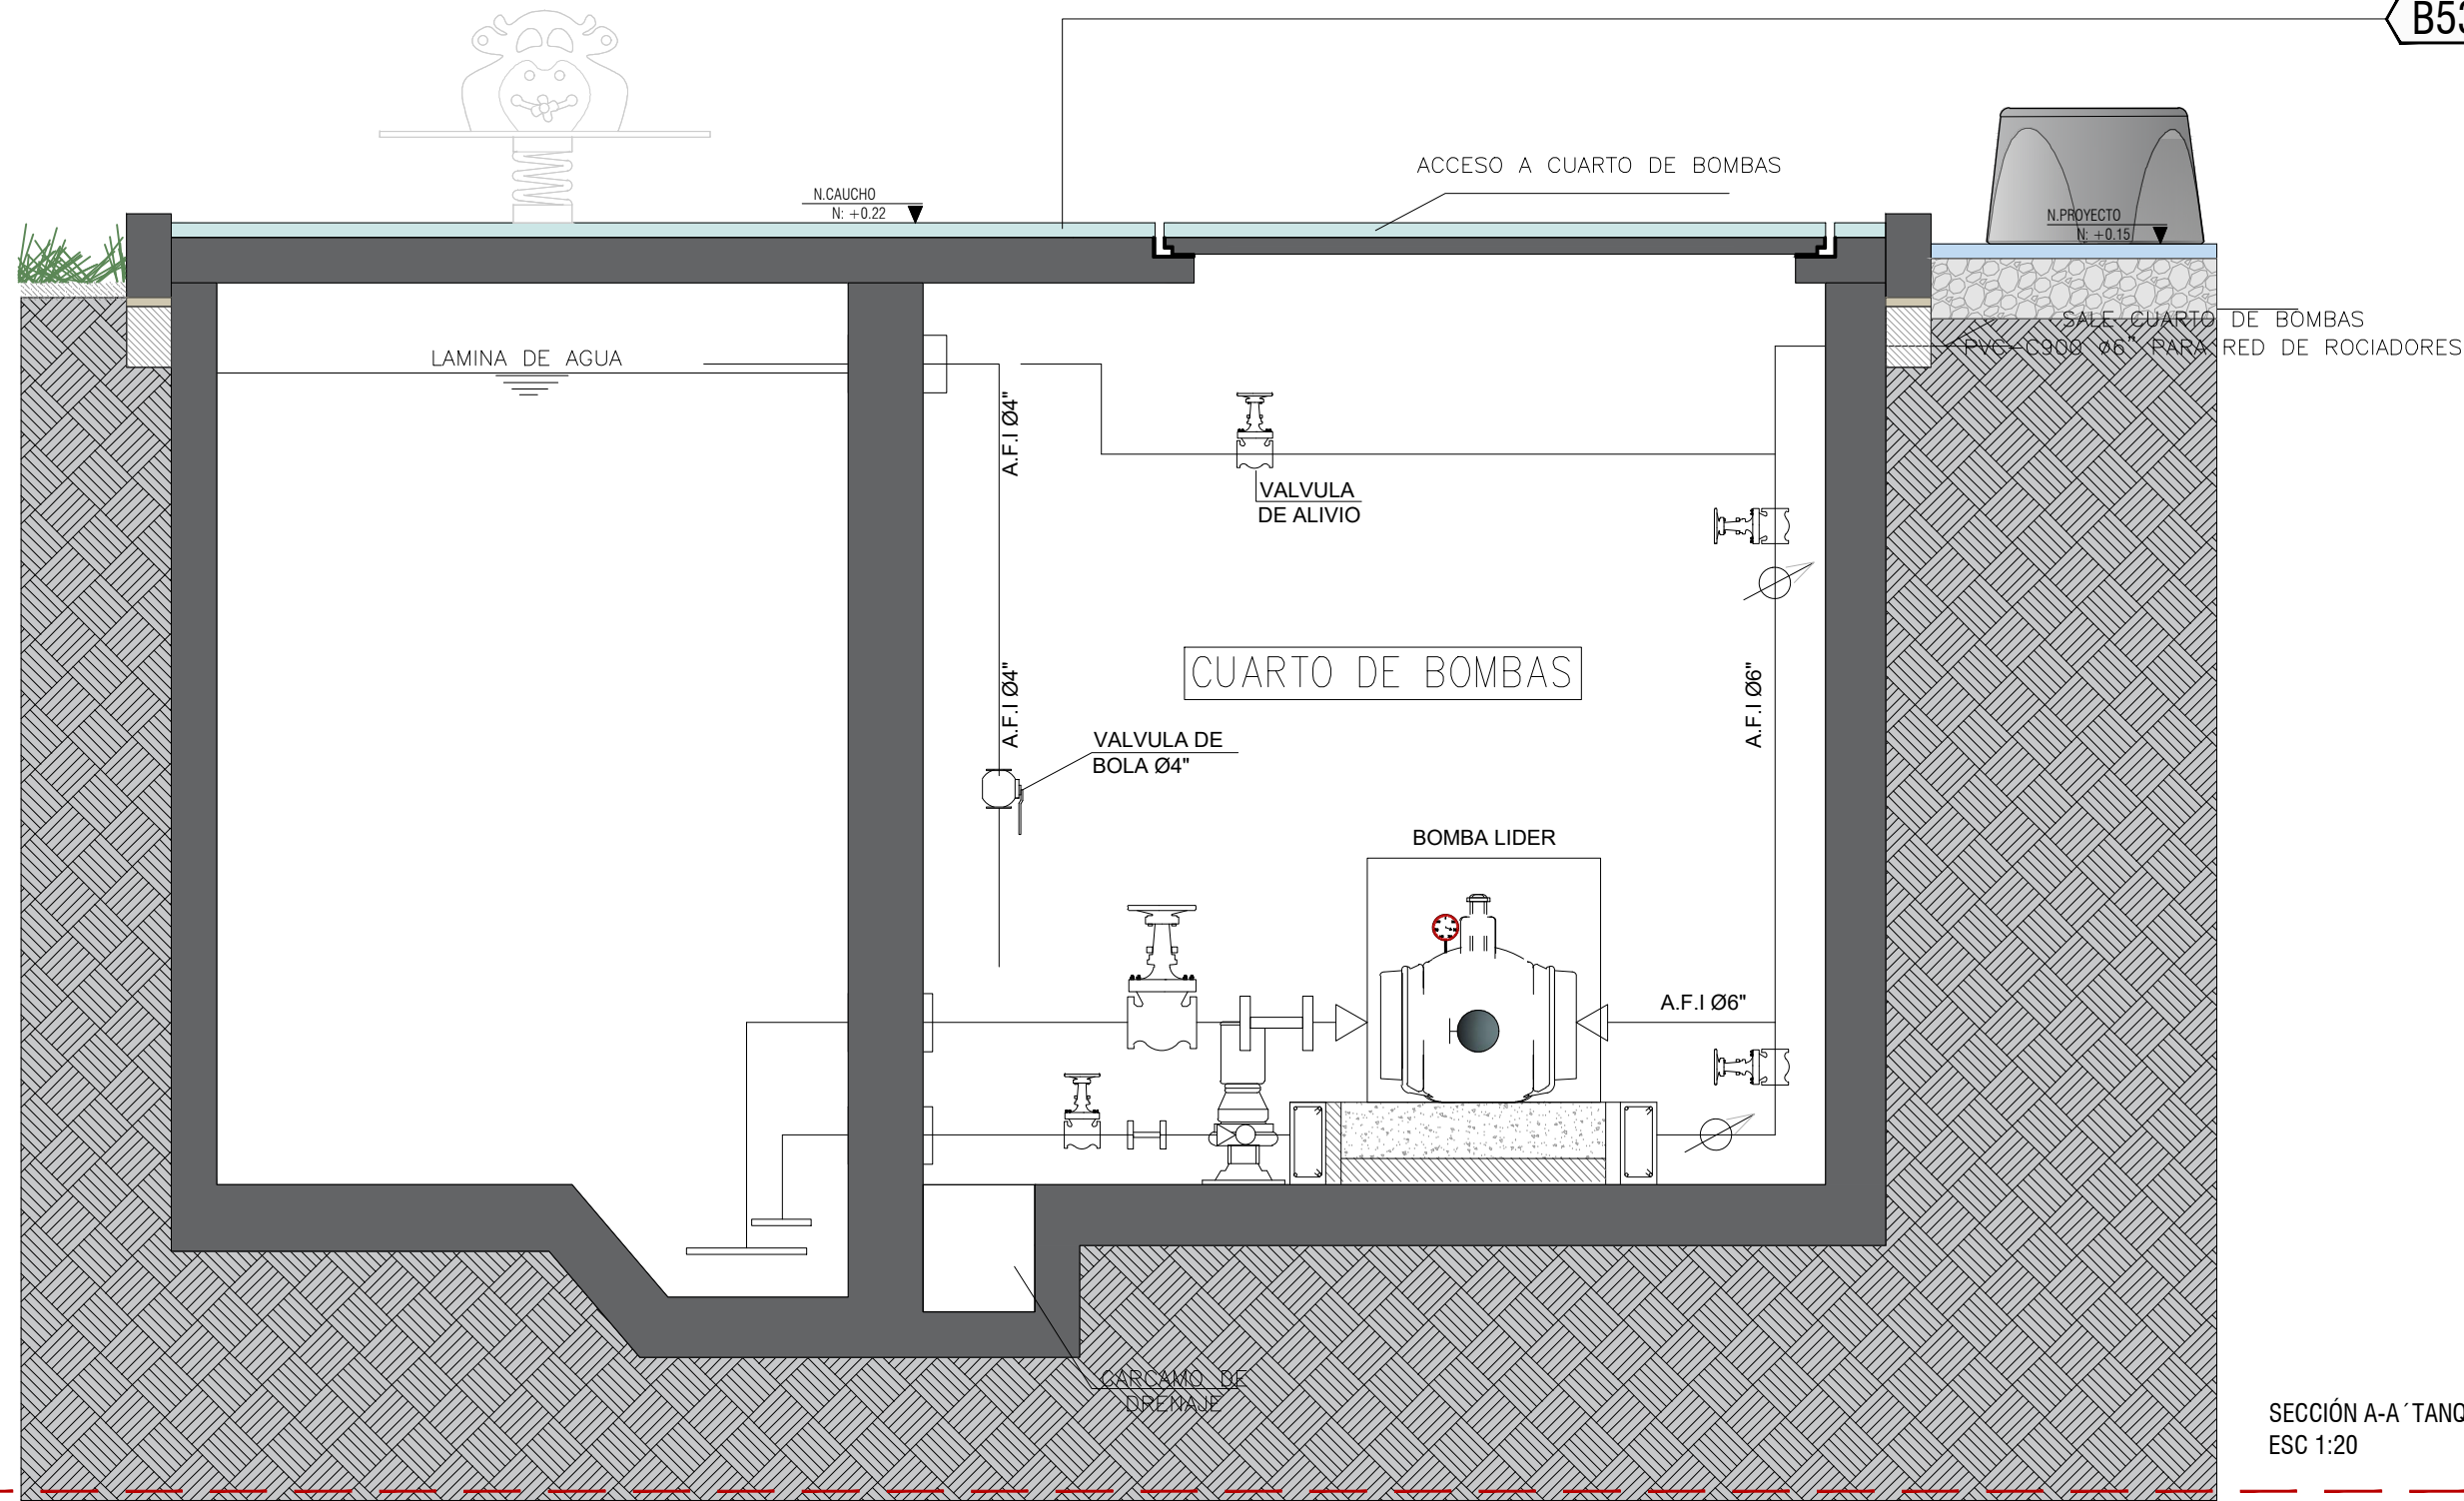 B53
ACCESO A CUARTO DE BOMBAS
N.CAUCHO
N: +0.22
N.PROYECTO
N: +0.15
SALE CUARTO DE BOMBAS
PVC-C900 ø6" PARA RED DE ROCIADORES
LAMINA DE AGUA
A.F.I Ø4"
VALVULA
DE ALIVIO
CUARTO DE BOMBAS
A.F.I Ø4"
A.F.I Ø6"
VALVULA DE
BOLA Ø4"
BOMBA LIDER
A.F.I Ø6"
CARCAMO DE
DRENAJE
SECCIÓN A-A´TANQ
ESC 1:20